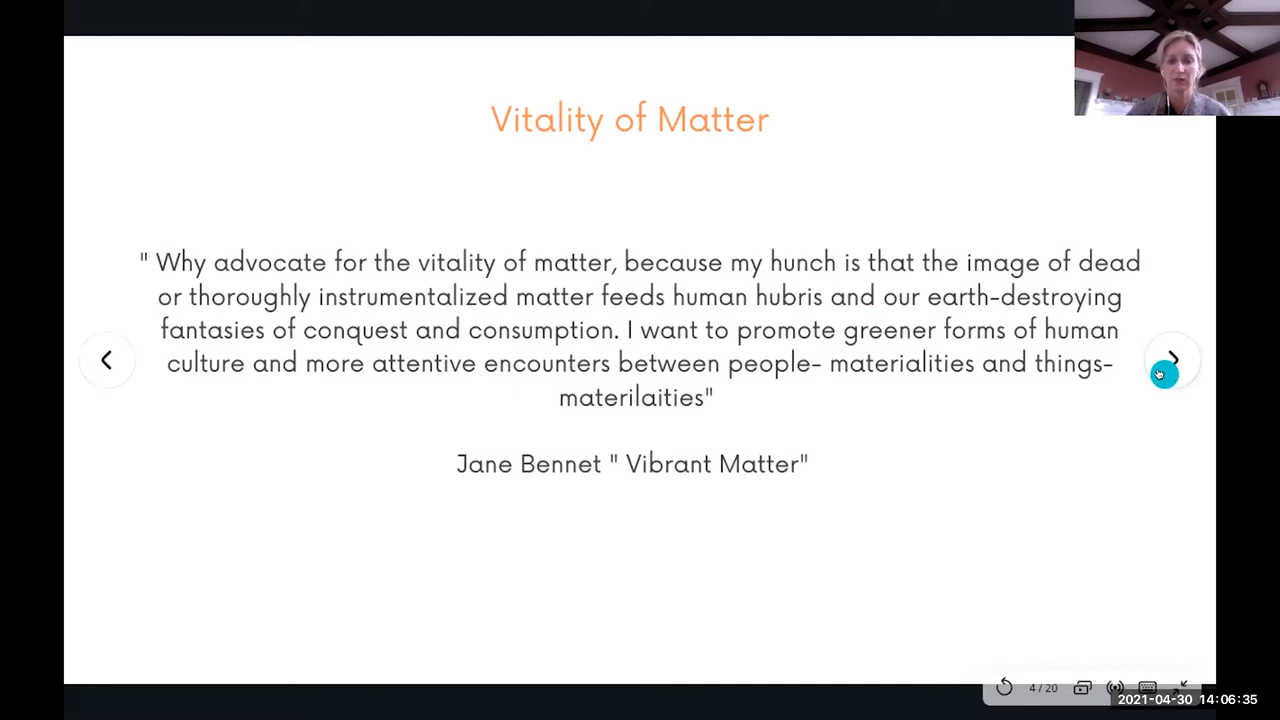 Vitality of Matter
" Why advocate for the vitality of matter, because my hunch is that the image of dead
or thoroughly instrumentalized matter feeds human hubris and our earth-destroying
fantasies of conquest and consumption. I want to promote greener forms of human
culture and more attentive encounters between people- materialities and things-
materilaities"
Jane Bennet " Vibrant Matter"
4 / 20
2021-04-30 14:06:35